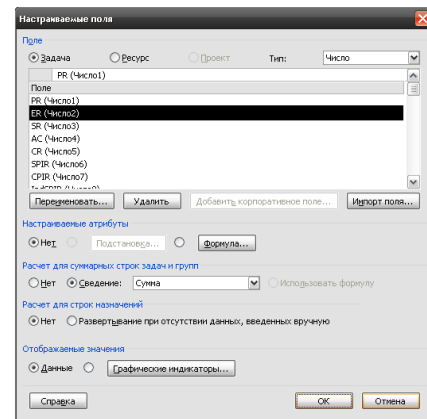 Настраиваемые поля
Поле
Задача Ресурс Проект Тип: Число
PR (Число1)
Поле
PR (Число1)
ER (Число2)
SR (Число3)
AC (Число4)
CR (Число5)
SPIR (Число6)
CPIR (Число7)
Переименовать... Удалить Добавить корпоративное поле... Импорт поля...
Настраиваемые атрибуты
Нет Подстановка... Формула...
Расчет для суммарных строк задач и групп
Нет Сведение: Сумма Использовать формулу
Расчет для строк назначений
Нет Развертывание при отсутствии данных, введенных вручную
Отображаемые значения
Данные Графические индикаторы...
Справка ОК Отмена